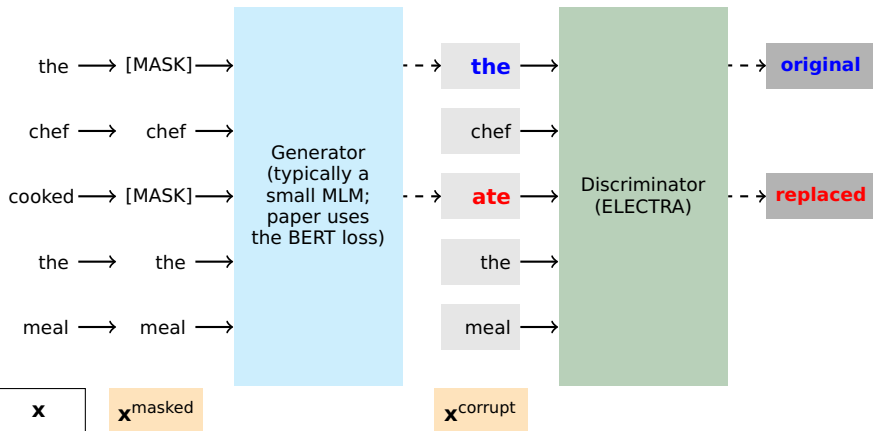 the [MASK] the original
chef chef chef
cooked [MASK] ate replaced
the the the
meal meal meal
Generator
(typically a
small MLM;
paper uses
the BERT loss)
Discriminator
(ELECTRA)
x x^masked x^corrupt